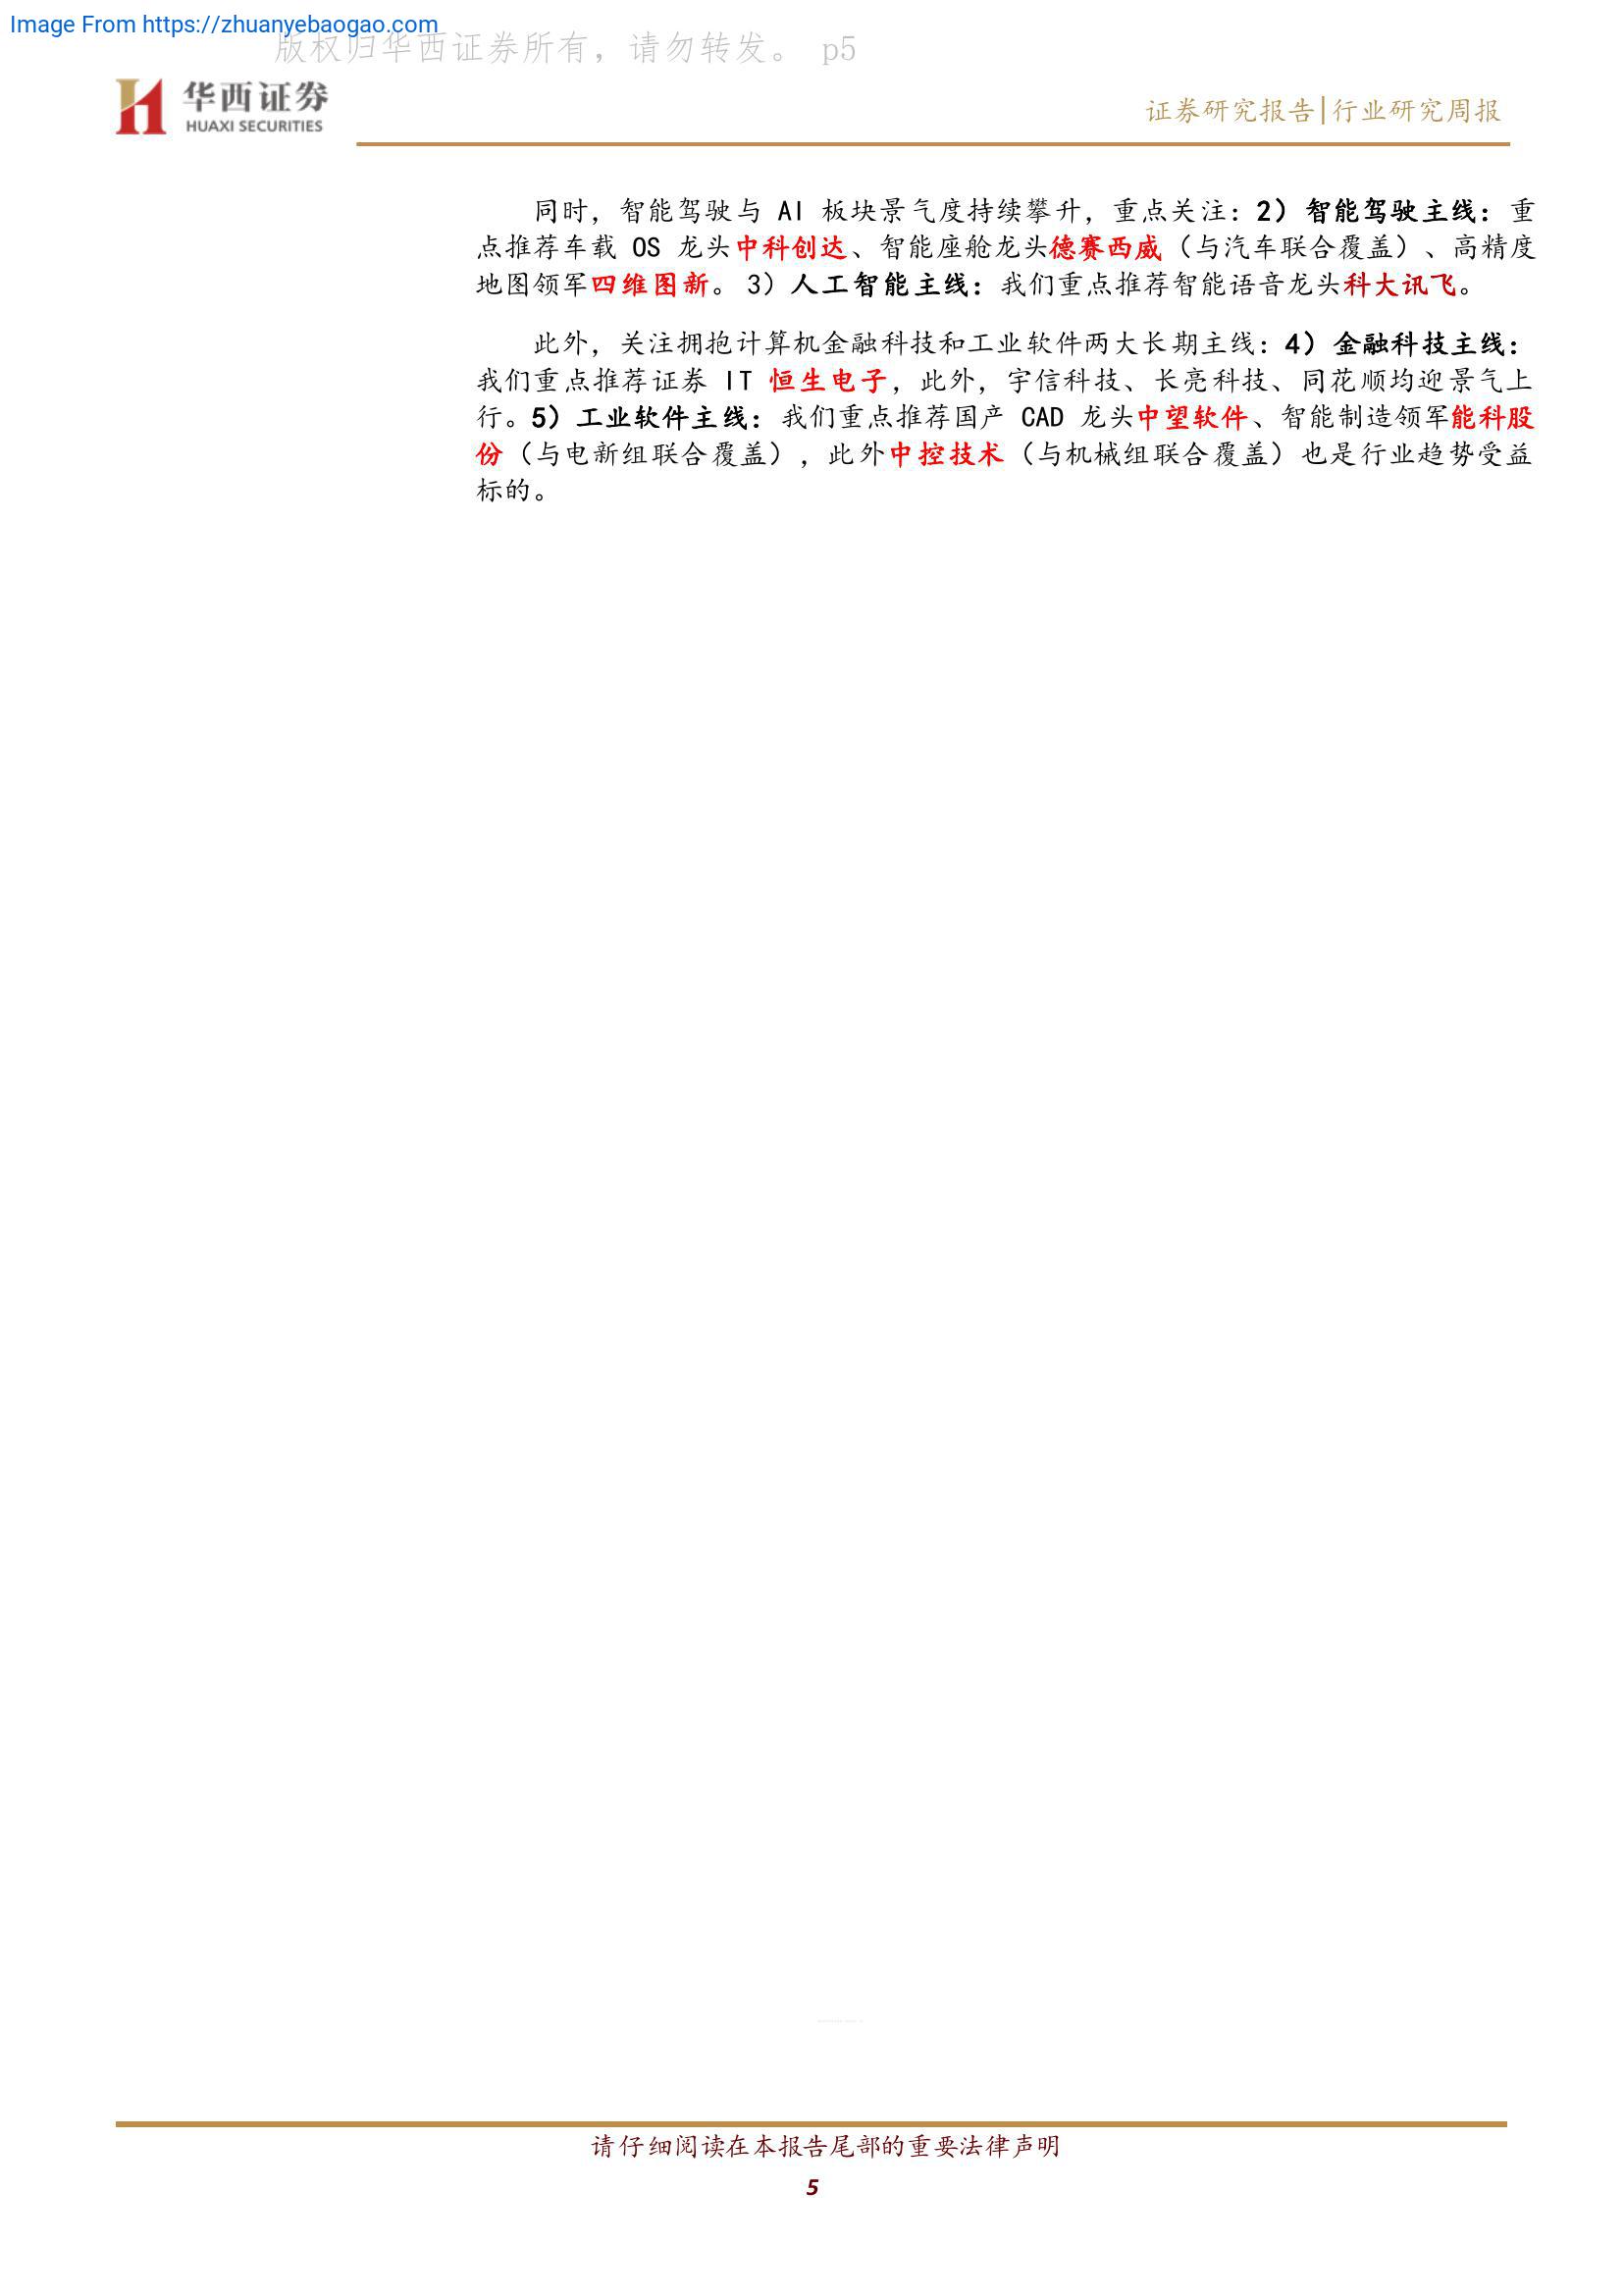 Image From https://zhuanyebaogao.com
版权归华西证券所有，请勿转发。 p5
华西证券
HUAXI SECURITIES
证券研究报告|行业研究周报
同时，智能驾驶与 AI 板块景气度持续攀升，重点关注：2）智能驾驶主线：重
点推荐车载 OS 龙头中科创达、智能座舱龙头德赛西威（与汽车联合覆盖）、高精度
地图领军四维图新。 3）人工智能主线：我们重点推荐智能语音龙头科大讯飞。
此外，关注拥抱计算机金融科技和工业软件两大长期主线：4）金融科技主线：
我们重点推荐证券 IT 恒生电子，此外，宇信科技、长亮科技、同花顺均迎景气上
行。5）工业软件主线：我们重点推荐国产 CAD 龙头中望软件、智能制造领军能科股
份（与电新组联合覆盖），此外中控技术（与机械组联合覆盖）也是行业趋势受益
标的。
请仔细阅读在本报告尾部的重要法律声明
5